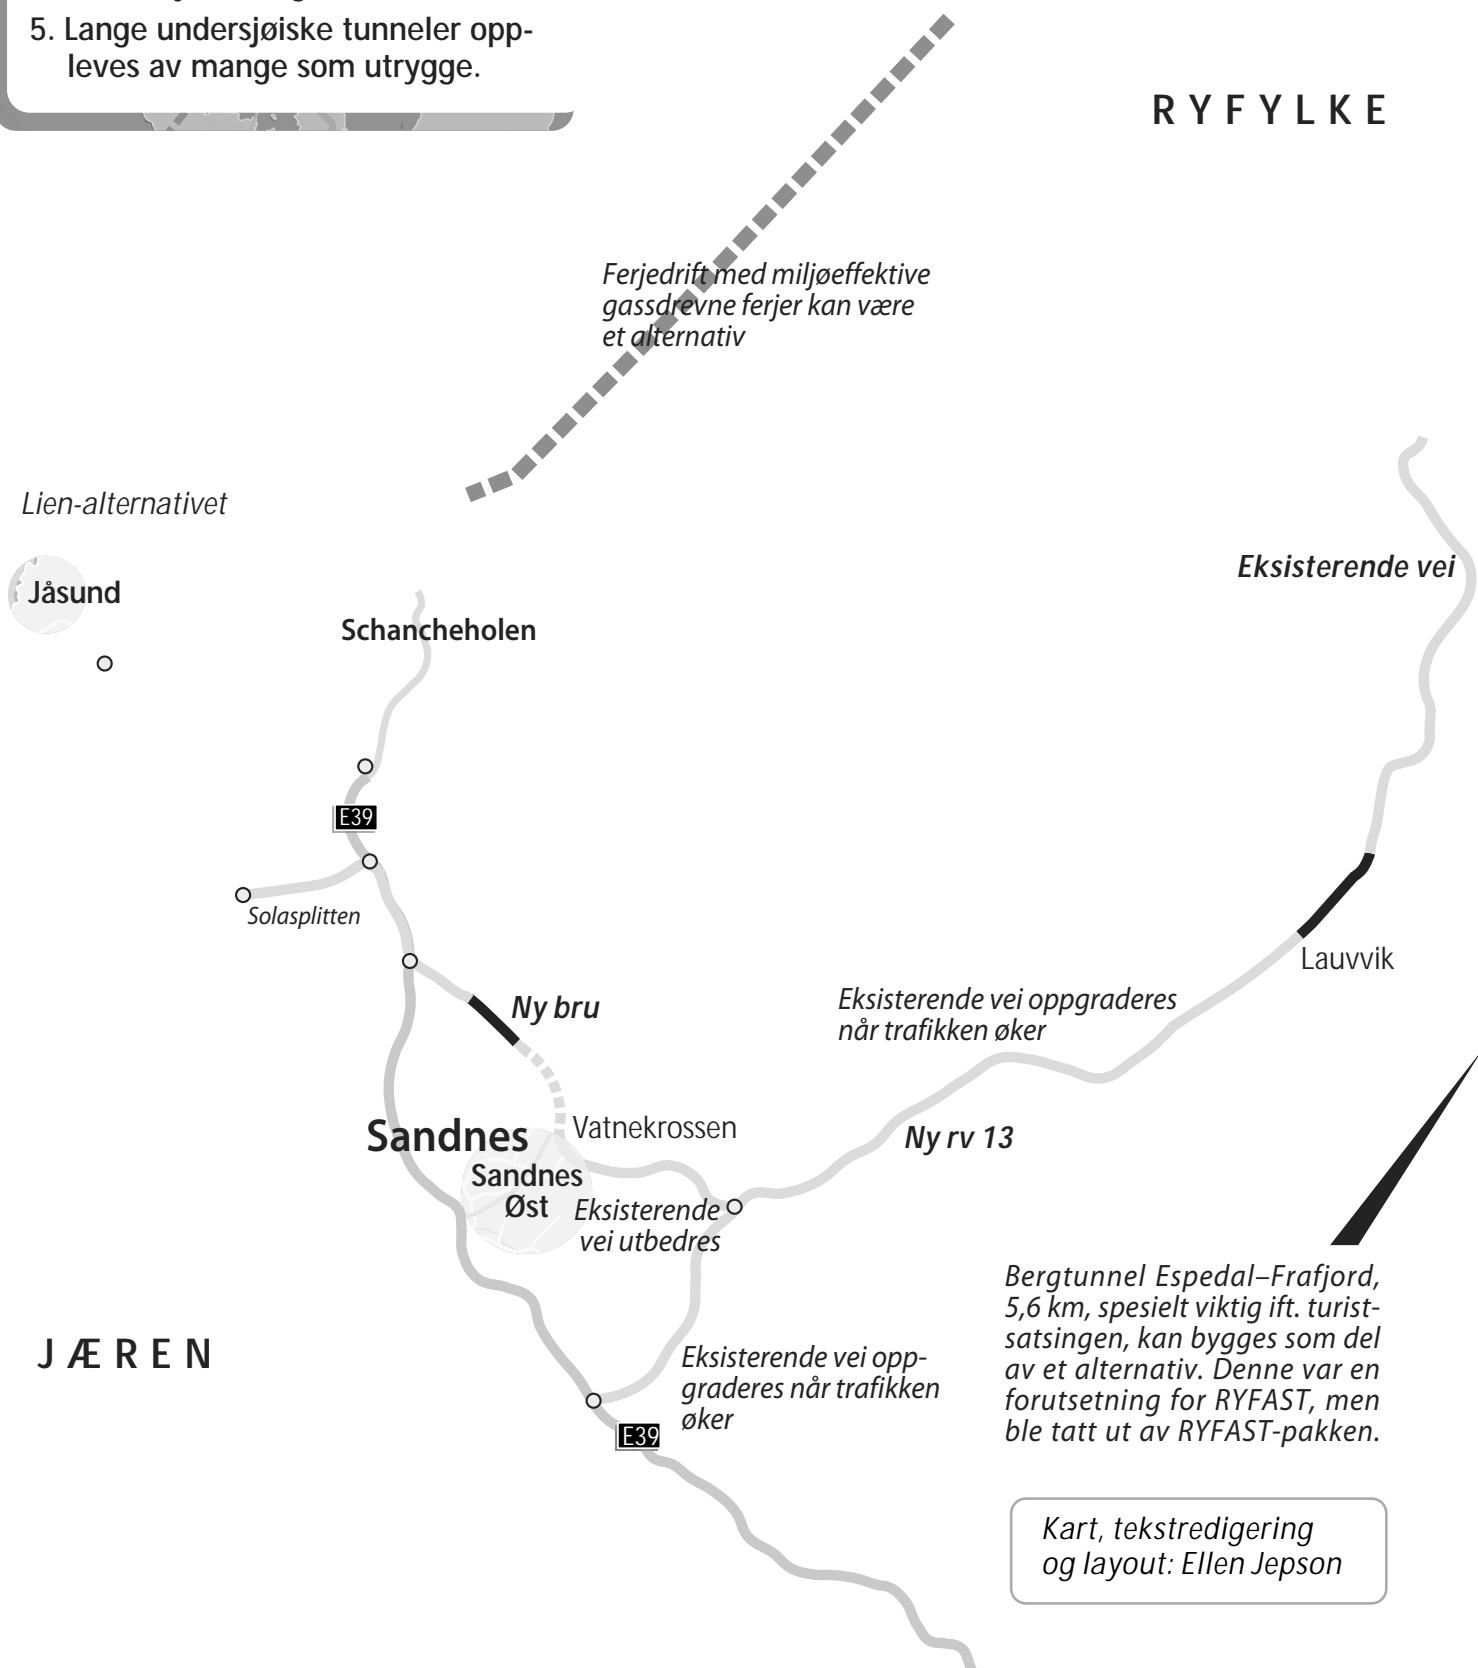 5. Lange undersjøiske tunneler opp-
leves av mange som utrygge.
RYFYLKE
Ferjedrift med miljøeffektive
gassdrevne ferjer kan være
et alternativ
Lien-alternativet
Jåsund
Eksisterende vei
Schancheholen
E39
Solasplitten
Lauvvik
Ny bru
Eksisterende vei oppgraderes
når trafikken øker
Sandnes
Vatnekrossen
Ny rv 13
Sandnes
Øst
Eksisterende
vei utbedres
Bergtunnel Espedal–Frafjord,
5,6 km, spesielt viktig ift. turist-
satsingen, kan bygges som del
av et alternativ. Denne var en
forutsetning for RYFAST, men
ble tatt ut av RYFAST-pakken.
JÆREN
Eksisterende vei opp-
graderes når trafikken
øker
E39
Kart, tekstredigering
og layout: Ellen Jepson